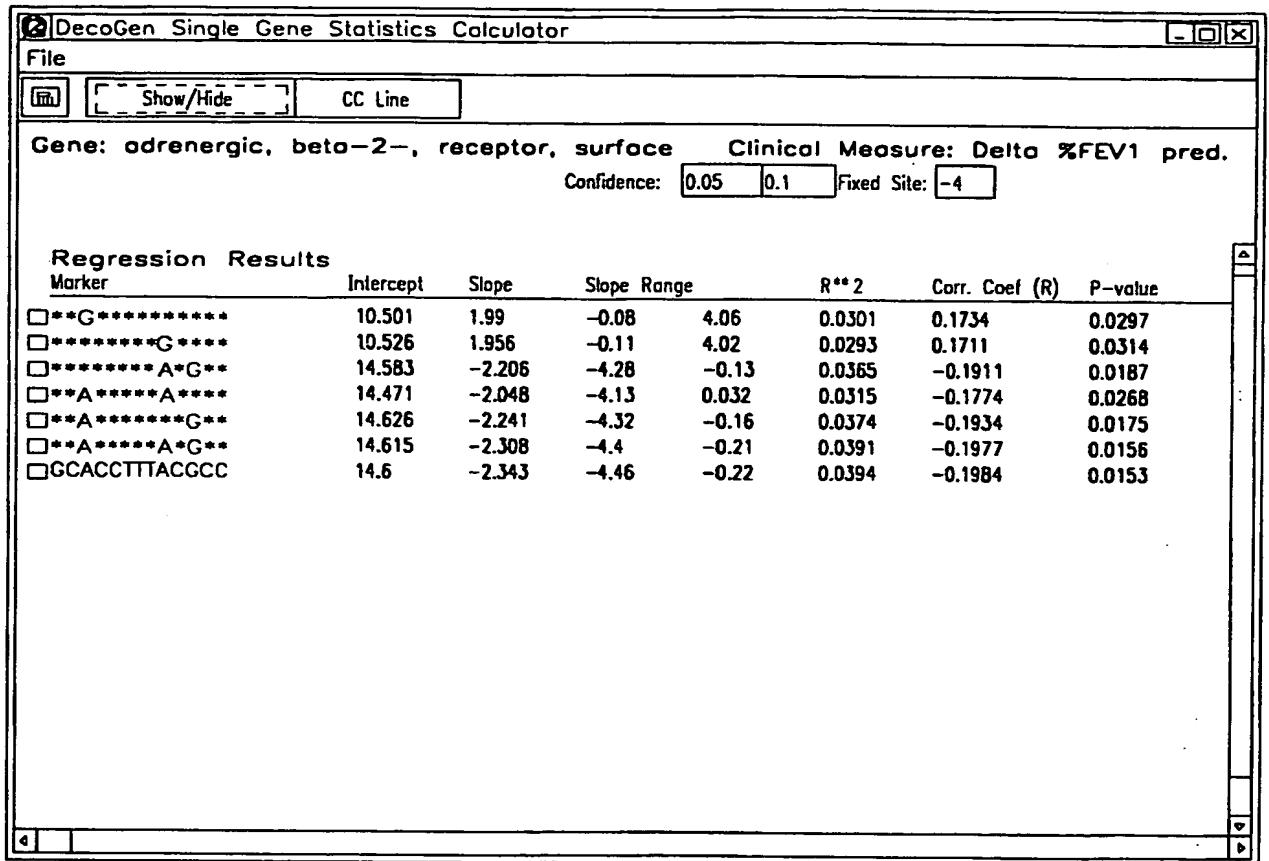 DecoGen Single Gene Statistics Calculator
File
Show/Hide CC Line
Gene: adrenergic, beta-2-, receptor, surface Clinical Measure: Delta %FEV1 pred.
Confidence: 0.05 0.1 Fixed Site: -4
Regression Results
Marker Intercept Slope Slope Range R**2 Corr. Coef (R) P-value
**G********** 10.501 1.99 -0.08 4.06 0.0301 0.1734 0.0297
********G**** 10.526 1.956 -0.11 4.02 0.0293 0.1711 0.0314
********A*G** 14.583 -2.206 -4.28 -0.13 0.0365 -0.1911 0.0187
**A*****A**** 14.471 -2.048 -4.13 0.032 0.0315 -0.1774 0.0268
**A*******G** 14.626 -2.241 -4.32 -0.16 0.0374 -0.1934 0.0175
**A*****A*G** 14.615 -2.308 -4.4 -0.21 0.0391 -0.1977 0.0156
GCACCTTTACGCC 14.6 -2.343 -4.46 -0.22 0.0394 -0.1984 0.0153